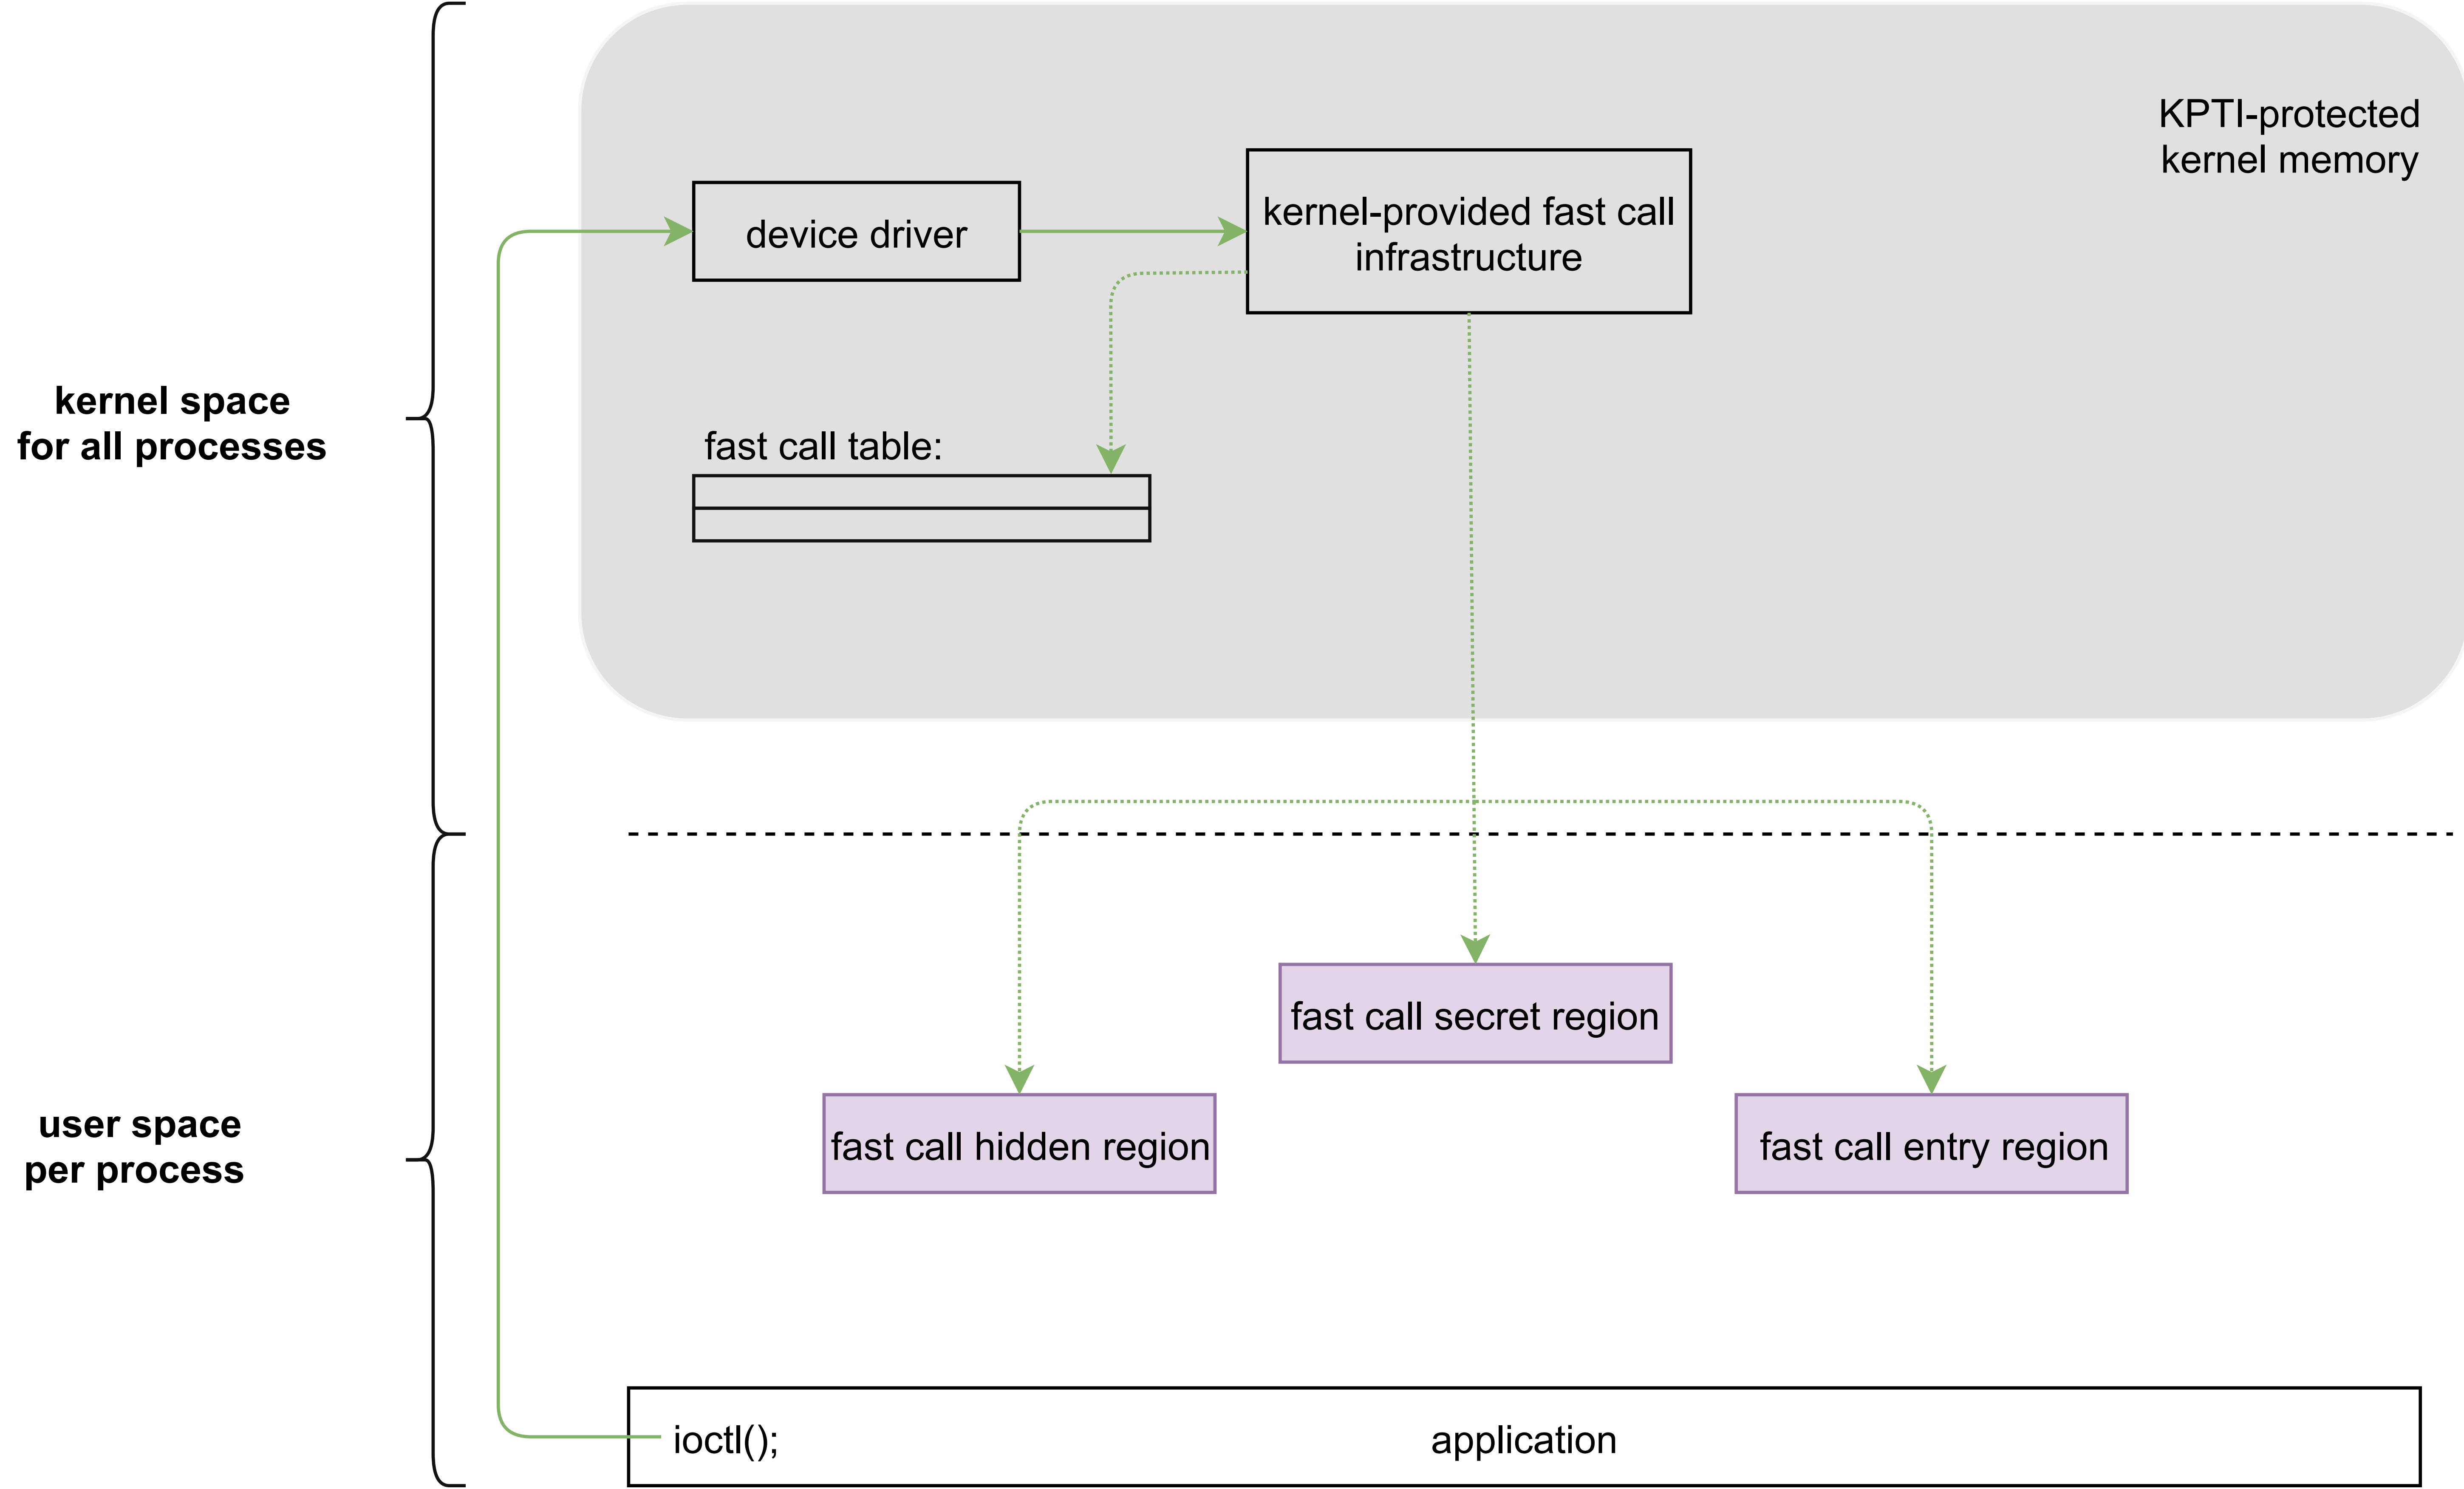 KPTI-protected
kernel memory
device driver
kernel-provided fast call
infrastructure
kernel space
for all processes
fast call table:
fast call secret region
user space
per process
fast call hidden region
fast call entry region
ioctl();
application